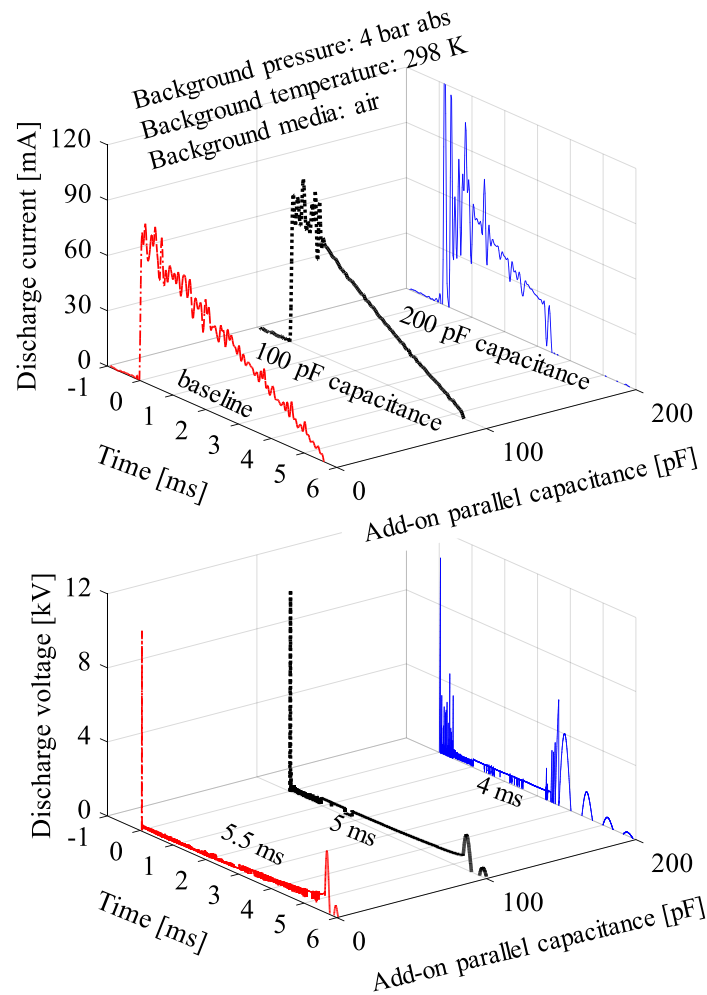 Background pressure: 4 bar abs
Background temperature: 298 K
Background media: air
Discharge current [mA]
120
90
60
30
0
-1
0
1
2
3
4
5
6
Time [ms]
baseline
100 pF capacitance
200 pF capacitance
0
100
200
Add-on parallel capacitance [pF]
Discharge voltage [kV]
12
8
4
0
-1
0
1
2
3
4
5
6
Time [ms]
5.5 ms
5 ms
4 ms
0
100
200
Add-on parallel capacitance [pF]